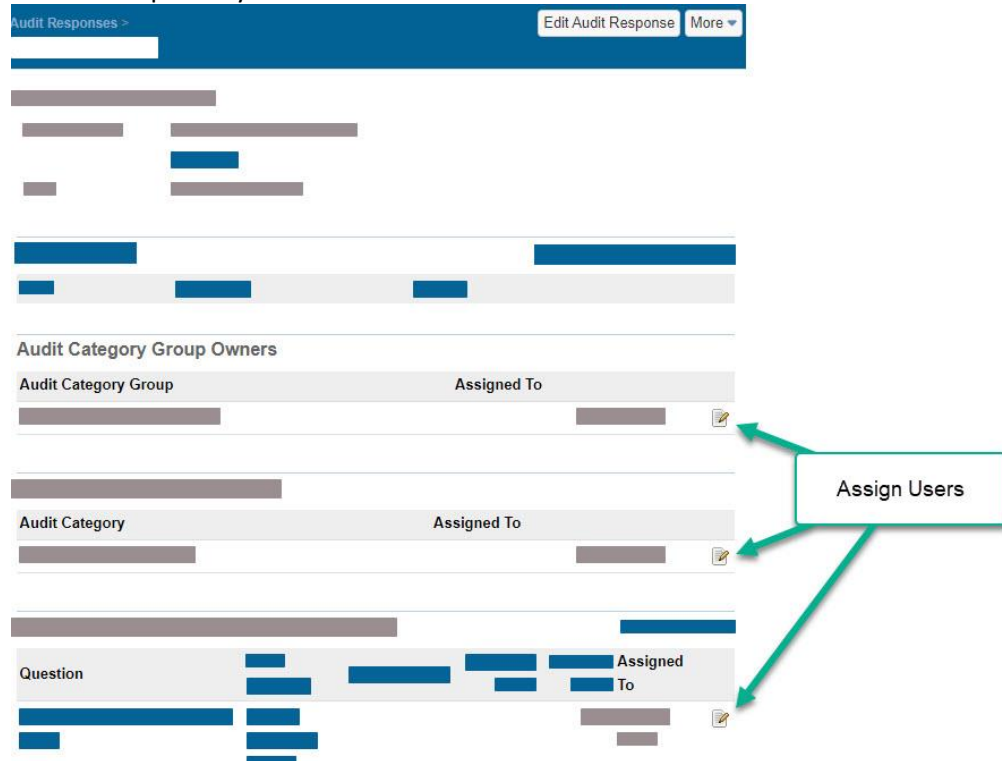 Audit Responses >
Edit Audit Response
More
Audit Category Group Owners
Audit Category Group Assigned To
Assign Users
Audit Category Assigned To
Question Assigned
To